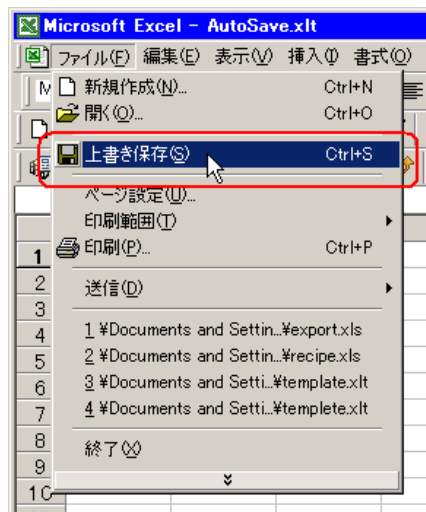 Microsoft Excel - AutoSave.xlt
ファイル(F) 編集(E) 表示(V) 挿入(I) 書式(O)
新規作成(N)... Ctrl+N
開く(O)... Ctrl+O
上書き保存(S) Ctrl+S
ページ設定(U)...
印刷範囲(T)
印刷(P)... Ctrl+P
送信(D)
1 ¥Documents and Settin...¥export.xls
2 ¥Documents and Settin...¥recipe.xls
3 ¥Documents and Setti...¥template.xlt
4 ¥Documents and Setti...¥templete.xlt
終了(X)
1
2
3
4
5
6
7
8
9
10